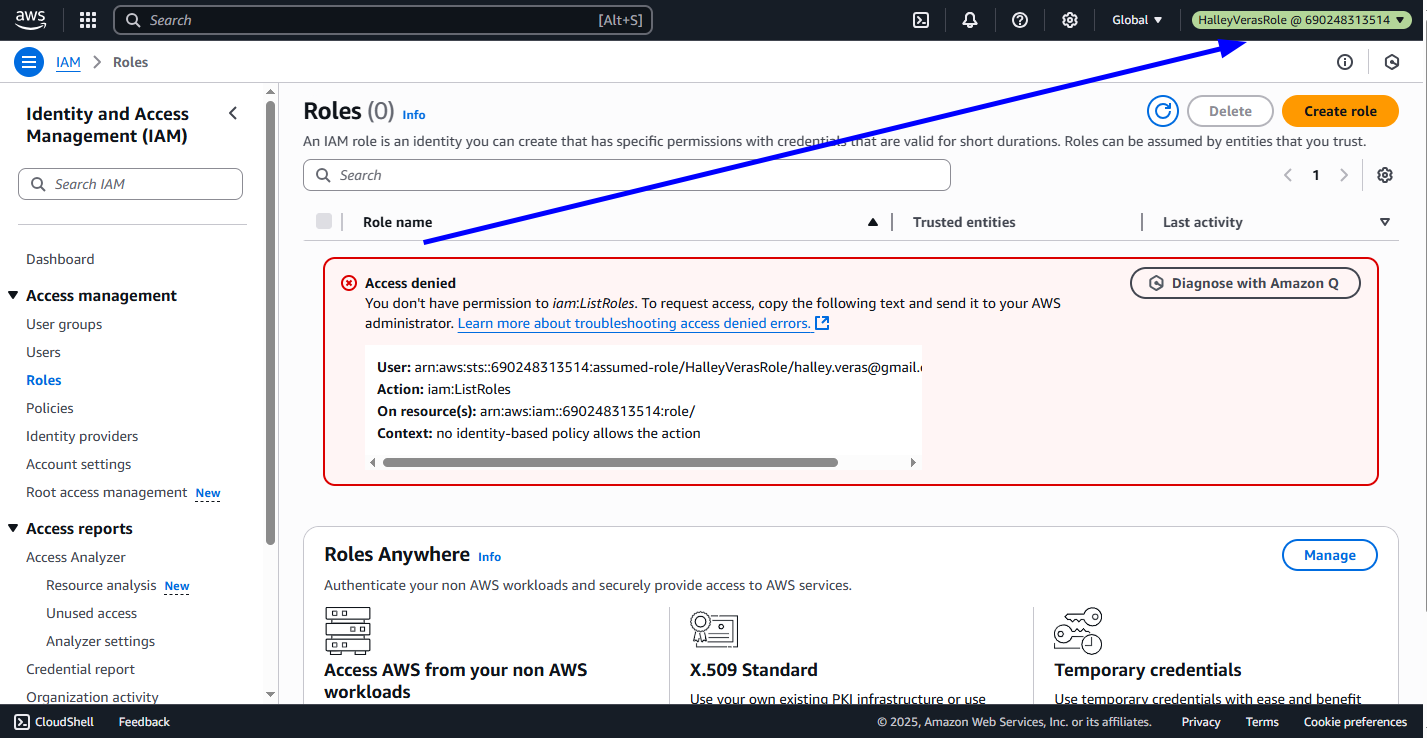 aws
Search
[Alt+S]
Global
HalleyVerasRole @ 690248313514
IAM
Roles
Identity and Access
Management (IAM)
Search IAM
Dashboard
Access management
User groups
Users
Roles
Policies
Identity providers
Account settings
Root access management New
Access reports
Access Analyzer
Resource analysis New
Unused access
Analyzer settings
Credential report
Organization activity
Roles (0) Info
Delete
Create role
An IAM role is an identity you can create that has specific permissions with credentials that are valid for short durations. Roles can be assumed by entities that you trust.
Search
1
Role name
Trusted entities
Last activity
Access denied
Diagnose with Amazon Q
You don't have permission to iam:ListRoles. To request access, copy the following text and send it to your AWS
administrator. Learn more about troubleshooting access denied errors.
User: arn:aws:sts::690248313514:assumed-role/HalleyVerasRole/halley.veras@gmail.
Action: iam:ListRoles
On resource(s): arn:aws:iam::690248313514:role/
Context: no identity-based policy allows the action
Roles Anywhere Info
Manage
Authenticate your non AWS workloads and securely provide access to AWS services.
Access AWS from your non AWS
workloads
X.509 Standard
Use your own existing PKI infrastructure or use
Temporary credentials
Use temporary credentials with ease and benefit
CloudShell
Feedback
© 2025, Amazon Web Services, Inc. or its affiliates.
Privacy
Terms
Cookie preferences